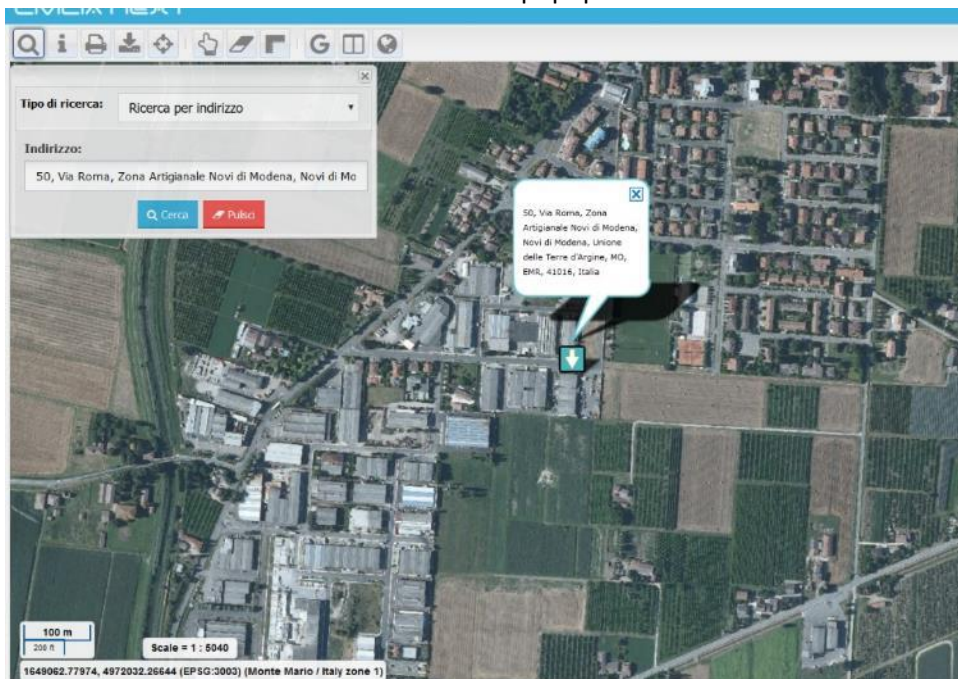 Tipo di ricerca:
Ricerca per indirizzo
Indirizzo:
50, Via Roma, Zona Artigianale Novi di Modena, Novi di Mo
Cerca
Pulisci
50, Via Roma, Zona
Artigianale Novi di Modena,
Novi di Modena, Unione
delle Terre d'Argine, MO,
EMR, 41016, Italia
100 m
200 ft
Scale = 1 : 5040
1649062.77974, 4972032.26644 (EPSG:3003) (Monte Mario / Italy zone 1)